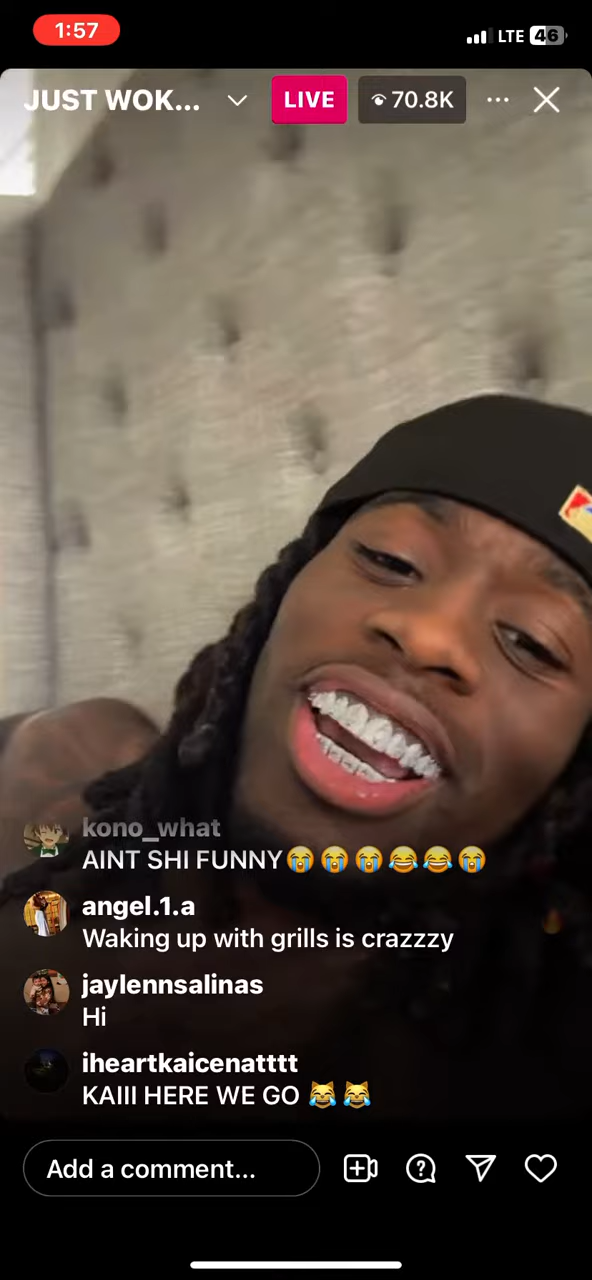 1:57
LTE 46
JUST WOK...
LIVE
70.8K
kono_what
AINT SHI FUNNY😭😭😭😂😂😭
angel.1.a
Waking up with grills is crazzzy
jaylennsalinas
Hi
iheartkaicenatttt
KAIII HERE WE GO 😹😹
Add a comment...